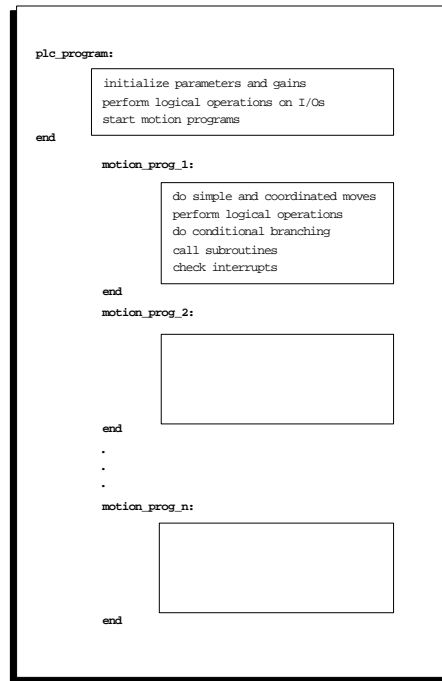 plc_program:
initialize parameters and gains
perform logical operations on I/Os
start motion programs
end
motion_prog_1:
do simple and coordinated moves
perform logical operations
do conditional branching
call subroutines
check interrupts
end
motion_prog_2:
end
.
.
.
motion_prog_n:
end